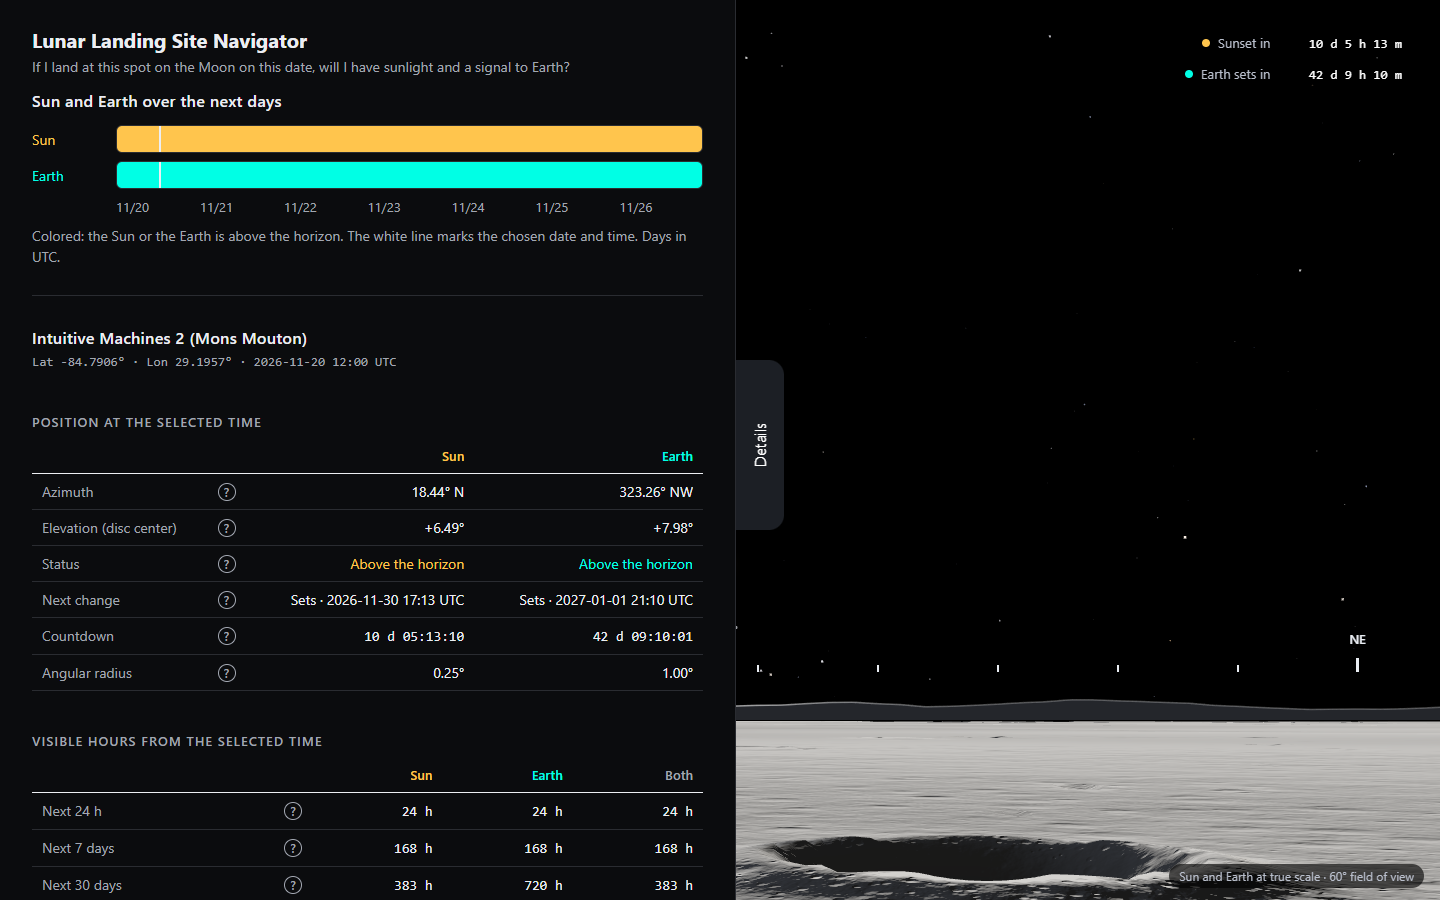 Lunar Landing Site Navigator
If I land at this spot on the Moon on this date, will I have sunlight and a signal to Earth?
Sun and Earth over the next days
Sun
Earth
11/20 11/21 11/22 11/23 11/24 11/25 11/26
Colored: the Sun or the Earth is above the horizon. The white line marks the chosen date and time. Days in
UTC.
Intuitive Machines 2 (Mons Mouton)
Lat -84.7906° · Lon 29.1957° · 2026-11-20 12:00 UTC
POSITION AT THE SELECTED TIME
Sun Earth
Azimuth ? 18.44° N 323.26° NW
Elevation (disc center) ? +6.49° +7.98°
Status ? Above the horizon Above the horizon
Next change ? Sets · 2026-11-30 17:13 UTC Sets · 2027-01-01 21:10 UTC
Countdown ? 10 d 05:13:10 42 d 09:10:01
Angular radius ? 0.25° 1.00°
VISIBLE HOURS FROM THE SELECTED TIME
Sun Earth Both
Next 24 h ? 24 h 24 h 24 h
Next 7 days ? 168 h 168 h 168 h
Next 30 days ? 383 h 720 h 383 h
Details
Sunset in 10 d 5 h 13 m
Earth sets in 42 d 9 h 10 m
NE
Sun and Earth at true scale · 60° field of view